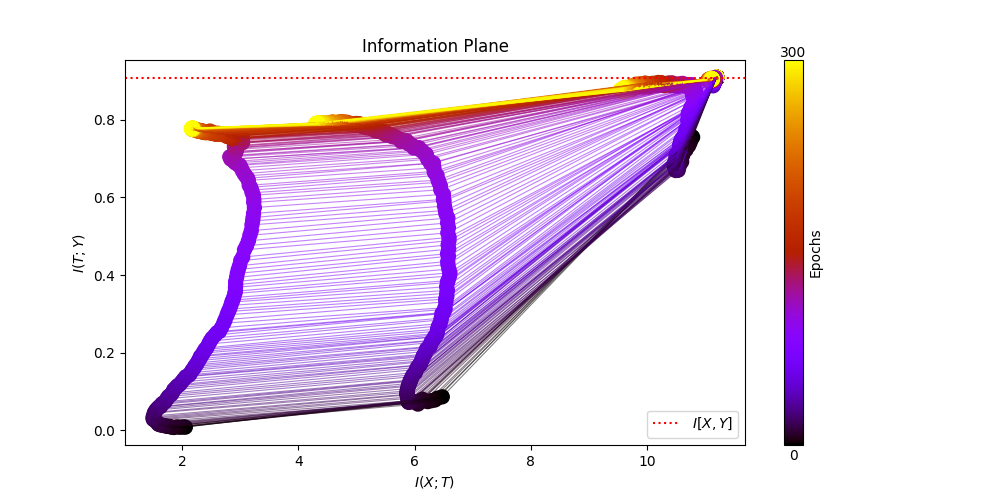 Information Plane
300
0.8
0.6
0.4
0.2
0.0
I(T; Y)
2
4
6
8
10
I(X; T)
I[X, Y]
Epochs
0